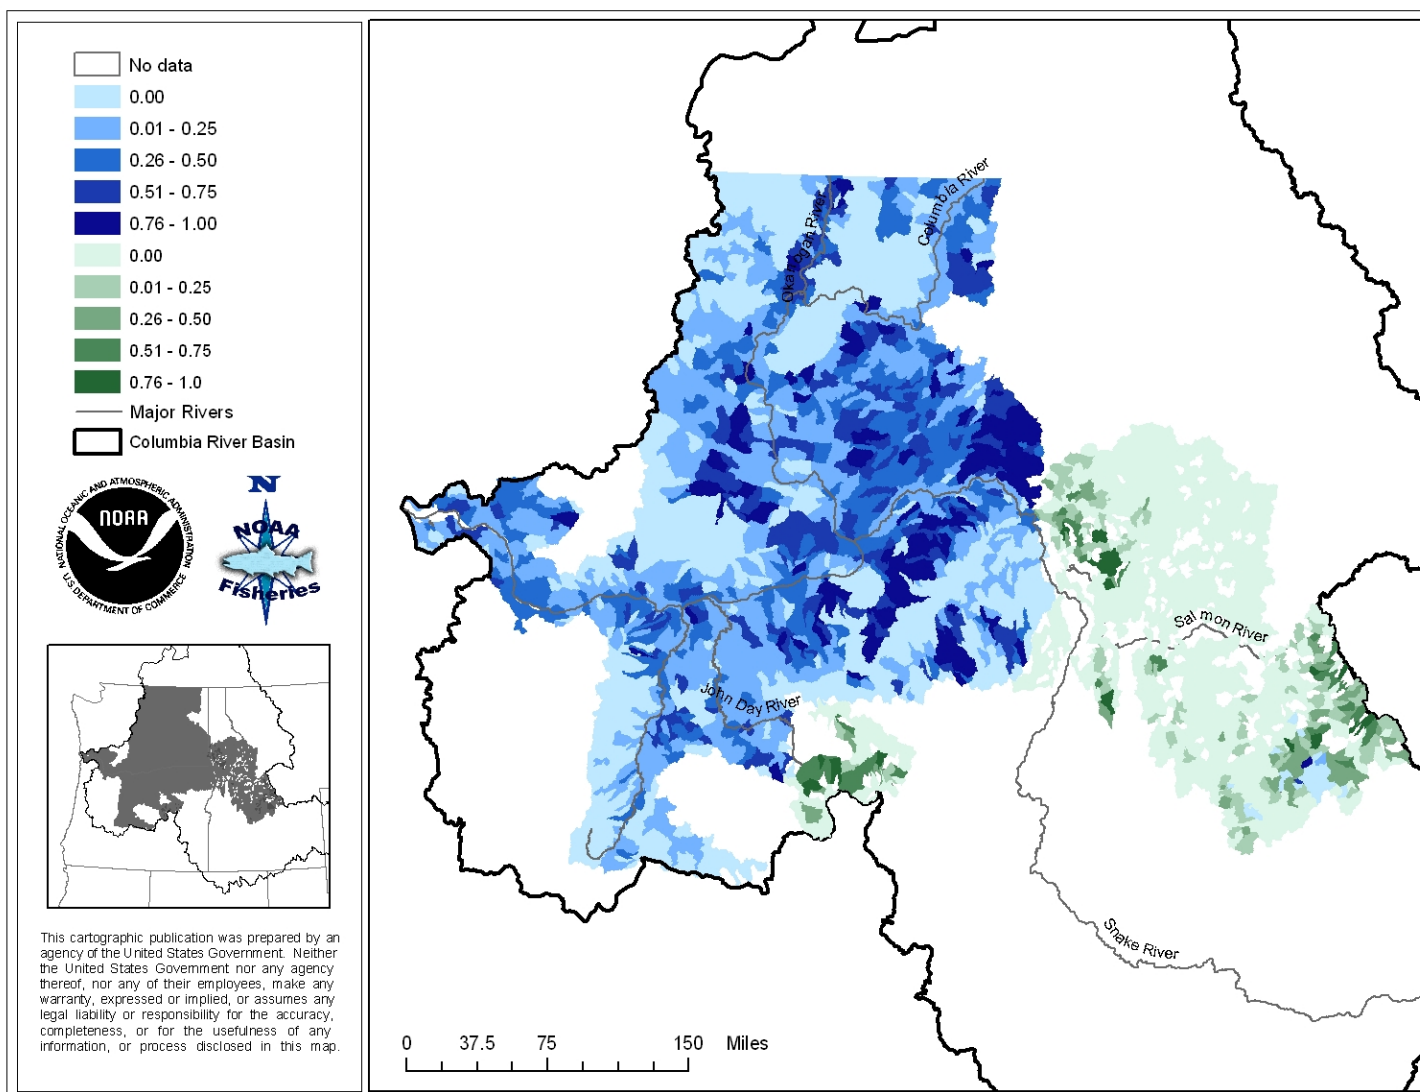 No data
0.00
0.01 - 0.25
0.26 - 0.50
0.51 - 0.75
0.76 - 1.00
0.00
0.01 - 0.25
0.26 - 0.50
0.51 - 0.75
0.76 - 1.0
Major Rivers
Columbia River Basin
NATIONAL OCEANIC AND ATMOSPHERIC ADMINISTRATION
NOAA
U.S. DEPARTMENT OF COMMERCE
N
NOAA
Fisheries
This cartographic publication was prepared by an
agency of the United States Government. Neither
the United States Government nor any agency
thereof, nor any of their employees, make any
warranty, expressed or implied, or assumes any
legal liability or responsibility for the accuracy,
completeness, or for the usefulness of any
information, or process disclosed in this map.
Okanogan River
Columbia River
Salmon River
John Day River
Snake River
0 37.5 75 150 Miles